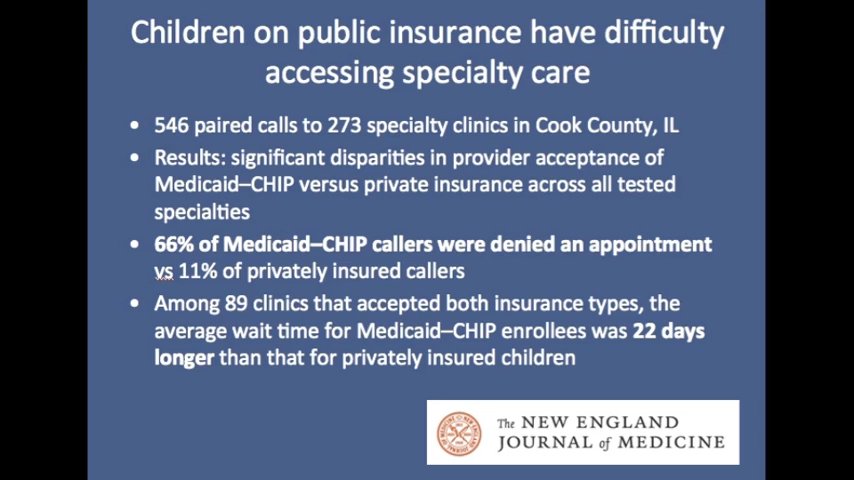 Children on public insurance have difficulty
accessing specialty care
• 546 paired calls to 273 specialty clinics in Cook County, IL
• Results: significant disparities in provider acceptance of
Medicaid–CHIP versus private insurance across all tested
specialties
• 66% of Medicaid–CHIP callers were denied an appointment
vs 11% of privately insured callers
• Among 89 clinics that accepted both insurance types, the
average wait time for Medicaid–CHIP enrollees was 22 days
longer than that for privately insured children
The NEW ENGLAND
JOURNAL of MEDICINE